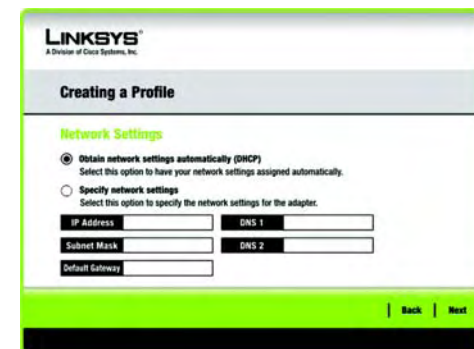 LINKSYS®
A Division of Cisco Systems, Inc.
Creating a Profile
Network Settings
Obtain network settings automatically (DHCP)
Select this option to have your network settings assigned automatically.
Specify network settings
Select this option to specify the network settings for the adapter.
IP Address DNS 1
Subnet Mask DNS 2
Default Gateway
Back Next